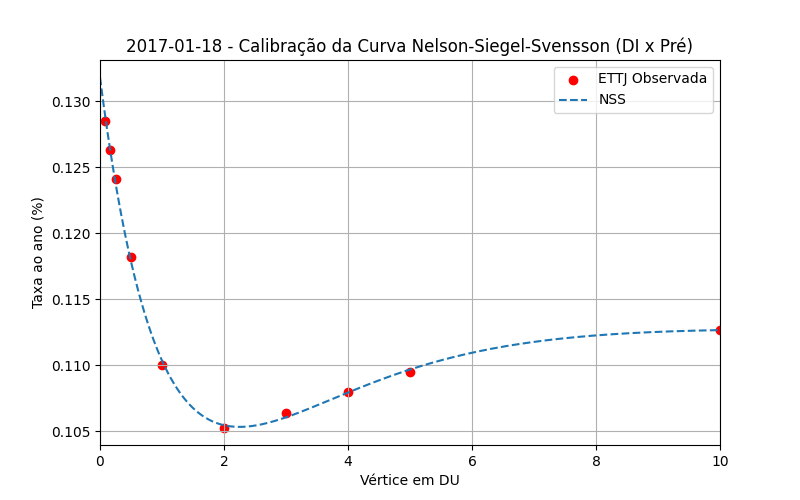 2017-01-18 - Calibração da Curva Nelson-Siegel-Svensson (DI x Pré)
ETTJ Observada
NSS
Taxa ao ano (%)
0.130
0.125
0.120
0.115
0.110
0.105
0 2 4 6 8 10
Vértice em DU